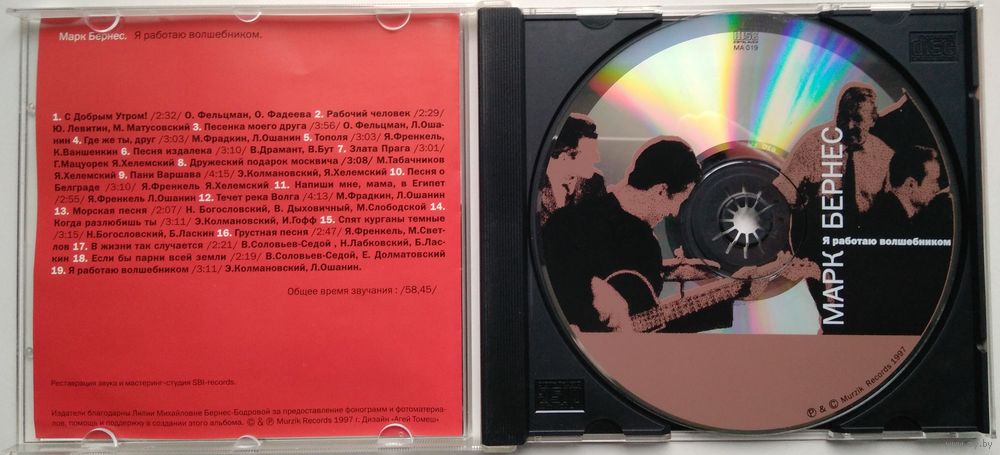 Марк Бернес. Я работаю волшебником.
1. С Добрым Утром! /2:32/ О. Фельцман, О. Фадеева 2. Рабочий человек /2:29/
Ю. Левитин, М. Матусовский 3. Песенка моего друга /3:56/ О. Фельцман, Л.Оша-
нин 4. Где же ты, друг /3:03/ М.Фрадкин, Л.Ошанин 5. Тополя /3:03/ Я.Френкель,
К.Ваншенкин 6. Песня издалека /3:10/ В.Драмант, В.Бут 7. Злата Прага /3:01/
Г.Мацуорек Я.Хелемский 8. Дружеский подарок москвича /3:08/ М.Табачников
Я.Хелемский 9. Пани Варшава /4:15/ Э.Колмановский, Я.Хелемский 10. Песня о
Белграде /3:10/ Я.Френкель Я.Хелемский 11. Напиши мне, мама, в Египет
/2:55/ Я.Френкель Л.Ошанин 12. Течет река Волга /4:13/ М.Фрадкин, Л.Ошанин
13. Морская песня /2:07/ Н. Богословский, В. Дыховичный, М.Слободской 14.
Когда разлюбишь ты /3:11/ Э.Колмановский, И.Гофф 15. Спят курганы темные
/3:15/ Н.Богословский, Б.Ласкин 16. Грустная песня /2:47/ Я.Френкель, М.Свет-
лов 17. В жизни так случается /2:21/ В.Соловьев-Седой , Н.Лабковский, Б.Лас-
кин 18. Если бы парни всей земли /2:19/ В.Соловьев-Седой, Е. Долматовский
19. Я работаю волшебником /3:11/ Э.Колмановский, Л.Ошанин.
Общее время звучания : /58,45/
Реставрация звука и мастеринг-студия SBI-records.
Издатели благодарны Лилии Михайловне Бернес-Бодровой за предоставление фонограмм и фотоматериа-
лов, помощь и поддержку в создании этого альбома. © & ℗ Murzik Records 1997 г. Дизайн «Агей Томеш»
disc
MA 019
МАРК БЕРНЕС
Я работаю волшебником
℗ & © Murzik Records 1997